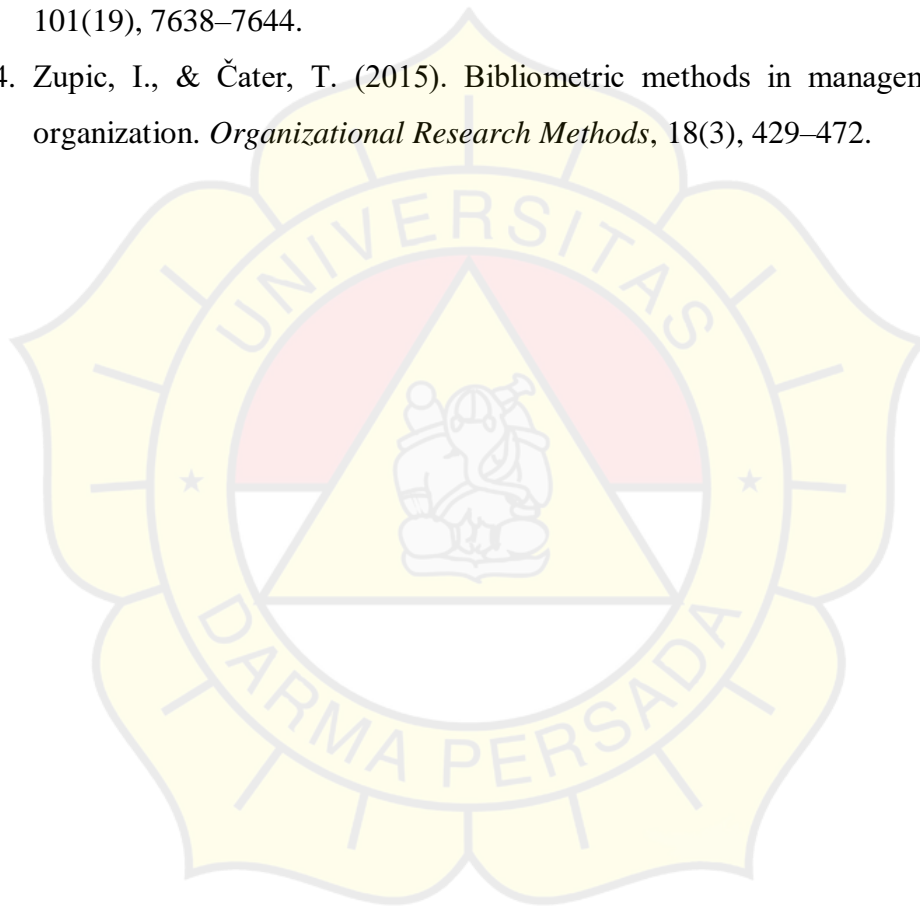 101(19), 7638–7644.
4. Zupic, I., & Čater, T. (2015). Bibliometric methods in managen
organization. Organizational Research Methods, 18(3), 429–472.
UNIVERSITAS
DARMA PERSADA